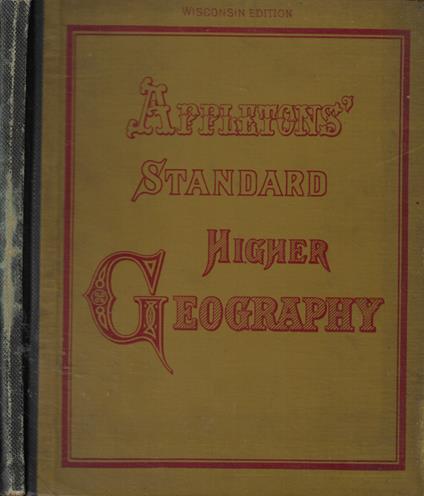 WISCONSIN EDITION
APPLETONS'
STANDARD
HIGHER
GEOGRAPHY